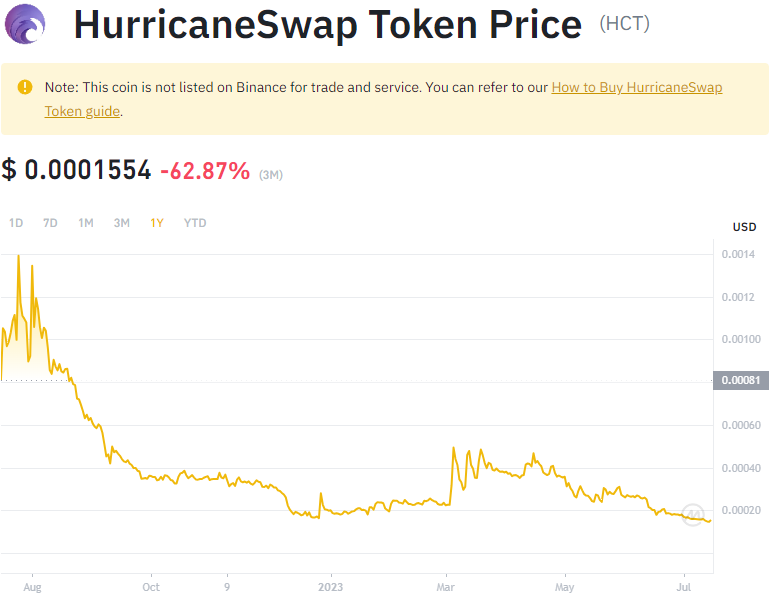 HurricaneSwap Token Price (HCT)
Note: This coin is not listed on Binance for trade and service. You can refer to our How to Buy HurricaneSwap
Token guide.
$ 0.0001554 -62.87% (3M)
1D 7D 1M 3M 1Y YTD
USD
0.0014
0.0012
0.00100
0.00081
0.00060
0.00040
0.00020
Aug Oct 9 2023 Mar May Jul